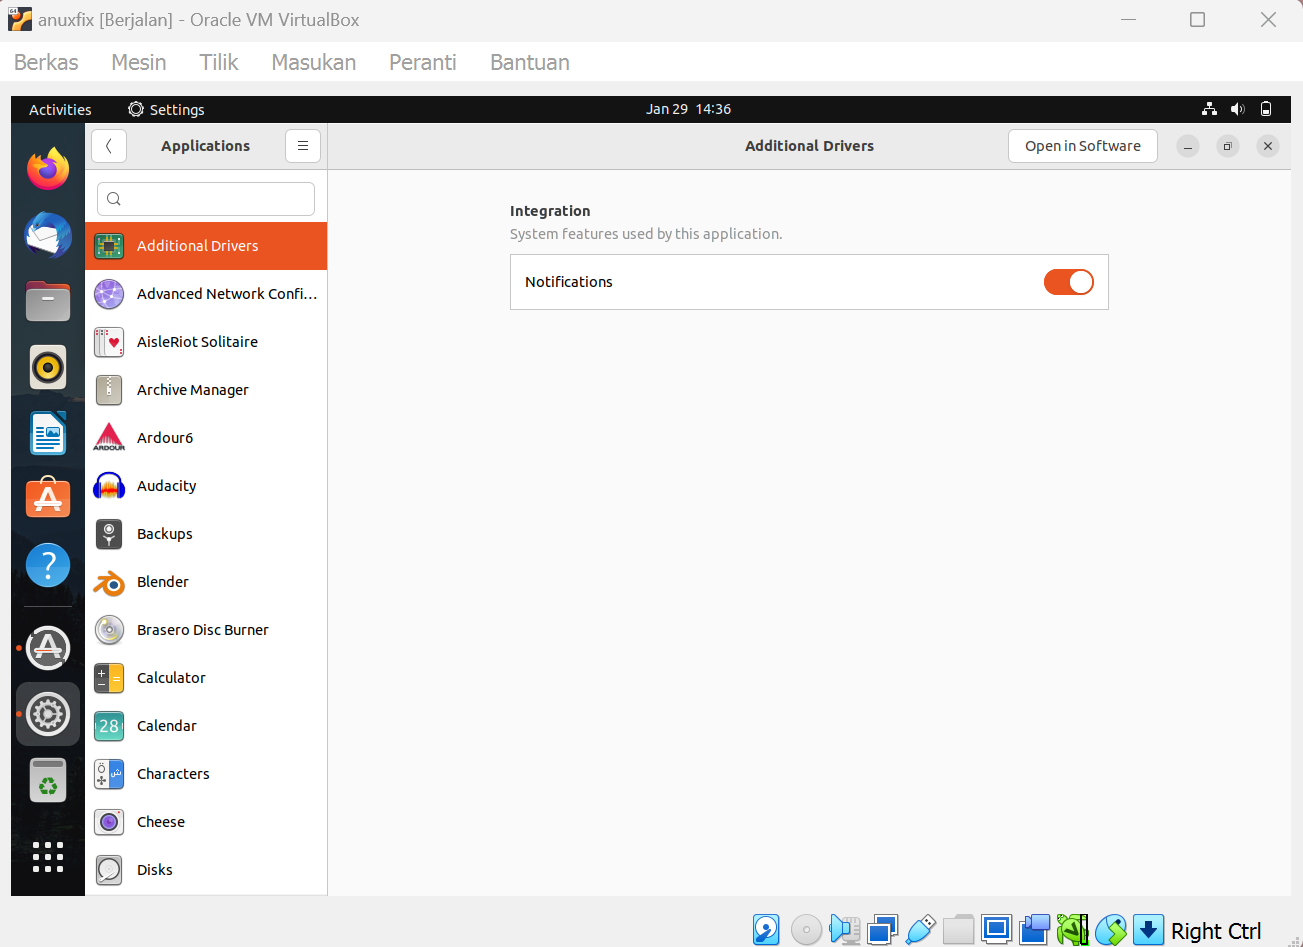 anuxfix [Berjalan] - Oracle VM VirtualBox
Berkas Mesin Tilik Masukan Peranti Bantuan
Activities Settings Jan 29 14:36
Applications Additional Drivers Open in Software
Integration
System features used by this application.
Notifications
Additional Drivers
Advanced Network Confi...
AisleRiot Solitaire
Archive Manager
ARDOUR
Ardour6
Audacity
Backups
Blender
Brasero Disc Burner
Calculator
28
Calendar
Characters
Cheese
Disks
Right Ctrl